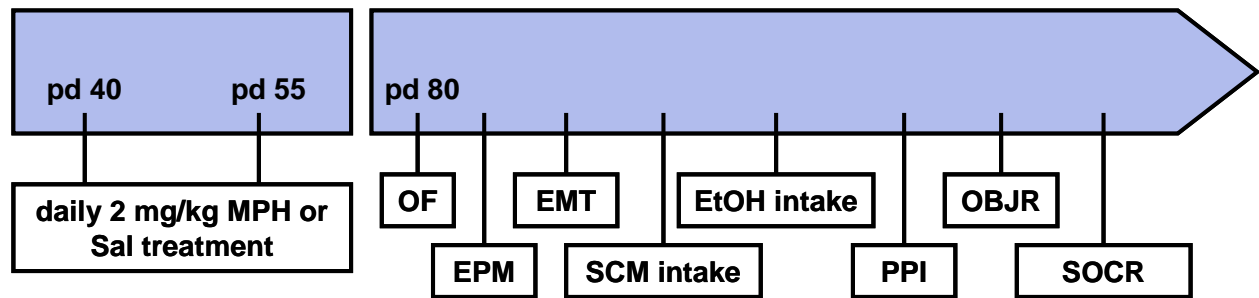 pd 40
pd 55
pd 80
daily 2 mg/kg MPH or
Sal treatment
OF
EMT
EtOH intake
OBJR
EPM
SCM intake
PPI
SOCR